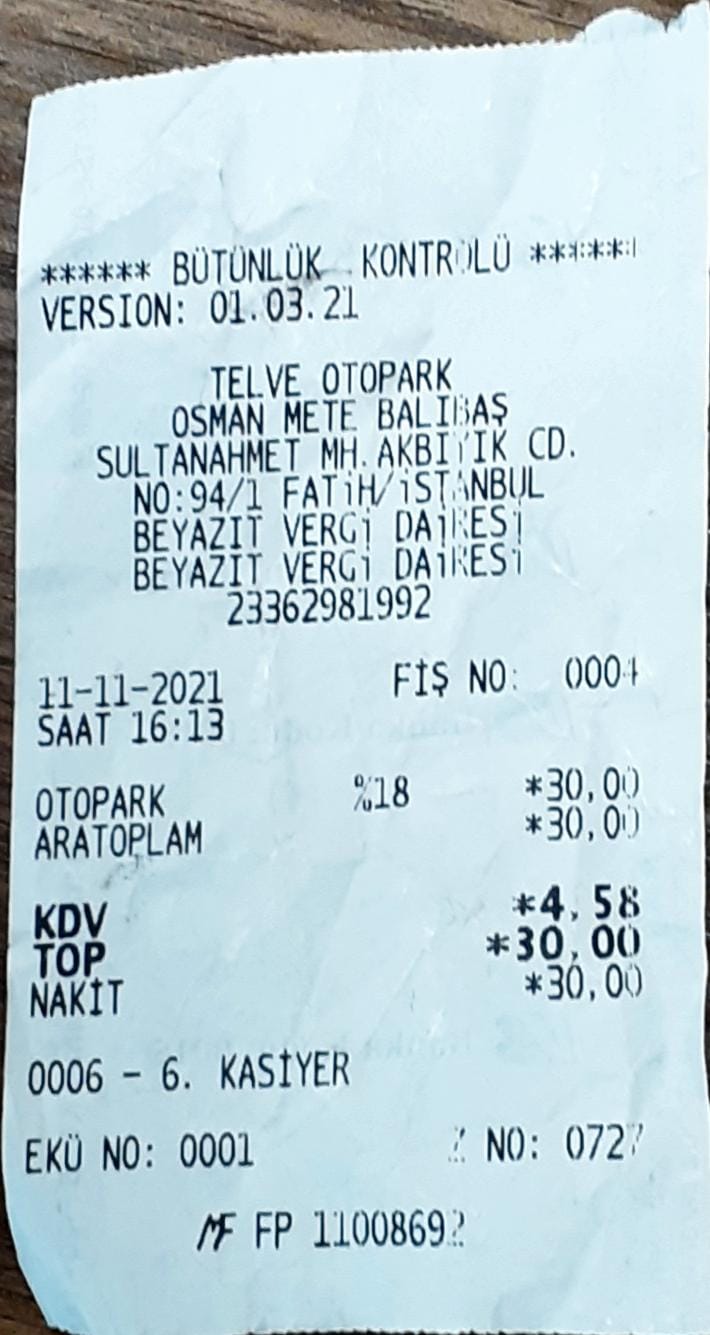 ****** BÜTÜNLÜK KONTROLÜ ******
VERSION: 01.03.21
TELVE OTOPARK
OSMAN METE BALIBAŞ
SULTANAHMET MH.AKBIYIK CD.
NO:94/1 FATİH/İSTANBUL
BEYAZIT VERGİ DAİRESİ
BEYAZIT VERGİ DAİRESİ
23362981992
11-11-2021 FİŞ NO: 0004
SAAT 16:13
OTOPARK %18 *30,00
ARATOPLAM *30,00
KDV *4,58
TOP *30,00
NAKİT *30,00
0006 - 6. KASİYER
EKÜ NO: 0001 Z NO: 0727
MF FP 11008692